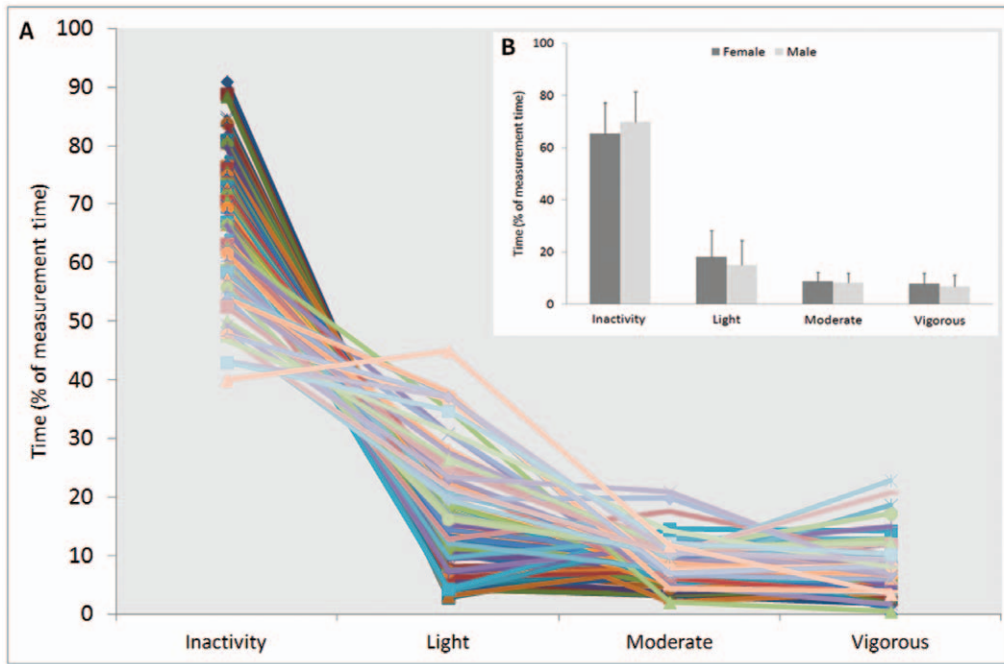 A
Time (% of measurement time)
100
90
80
70
60
50
40
30
20
10
0
Inactivity Light Moderate Vigorous
B
Female Male
Time (% of measurement time)
100
80
60
40
20
0
Inactivity Light Moderate Vigorous